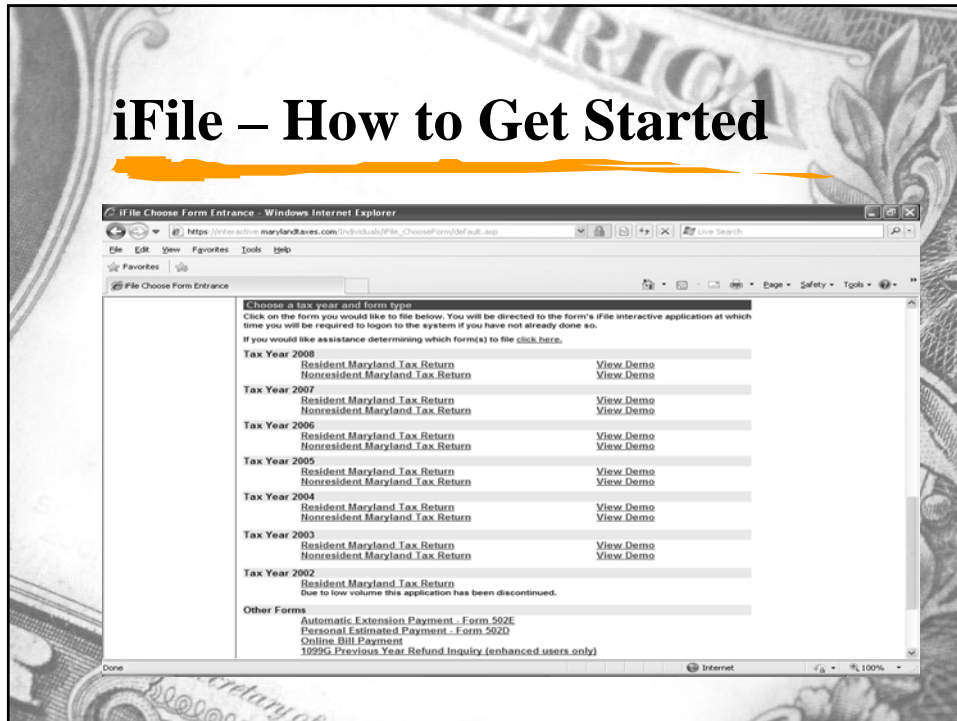 ERICA
iFile – How to Get Started
iFile Choose Form Entrance - Windows Internet Explorer
https://interactive.marylandtaxes.com/Individuals/iFile_ChooseForm/default.asp
Live Search
File Edit View Favorites Tools Help
Favorites
iFile Choose Form Entrance
Page Safety Tools
Choose a tax year and form type
Click on the form you would like to file below. You will be directed to the form's iFile interactive application at which
time you will be required to logon to the system if you have not already done so.
If you would like assistance determining which form(s) to file click here.
Tax Year 2008
Resident Maryland Tax Return View Demo
Nonresident Maryland Tax Return View Demo
Tax Year 2007
Resident Maryland Tax Return View Demo
Nonresident Maryland Tax Return View Demo
Tax Year 2006
Resident Maryland Tax Return View Demo
Nonresident Maryland Tax Return View Demo
Tax Year 2005
Resident Maryland Tax Return View Demo
Nonresident Maryland Tax Return View Demo
Tax Year 2004
Resident Maryland Tax Return View Demo
Nonresident Maryland Tax Return View Demo
Tax Year 2003
Resident Maryland Tax Return View Demo
Nonresident Maryland Tax Return View Demo
Tax Year 2002
Resident Maryland Tax Return
Due to low volume this application has been discontinued.
Other Forms
Automatic Extension Payment - Form 502E
Personal Estimated Payment - Form 502D
Online Bill Payment
1099G Previous Year Refund Inquiry (enhanced users only)
Done Internet 100%
Secretary of